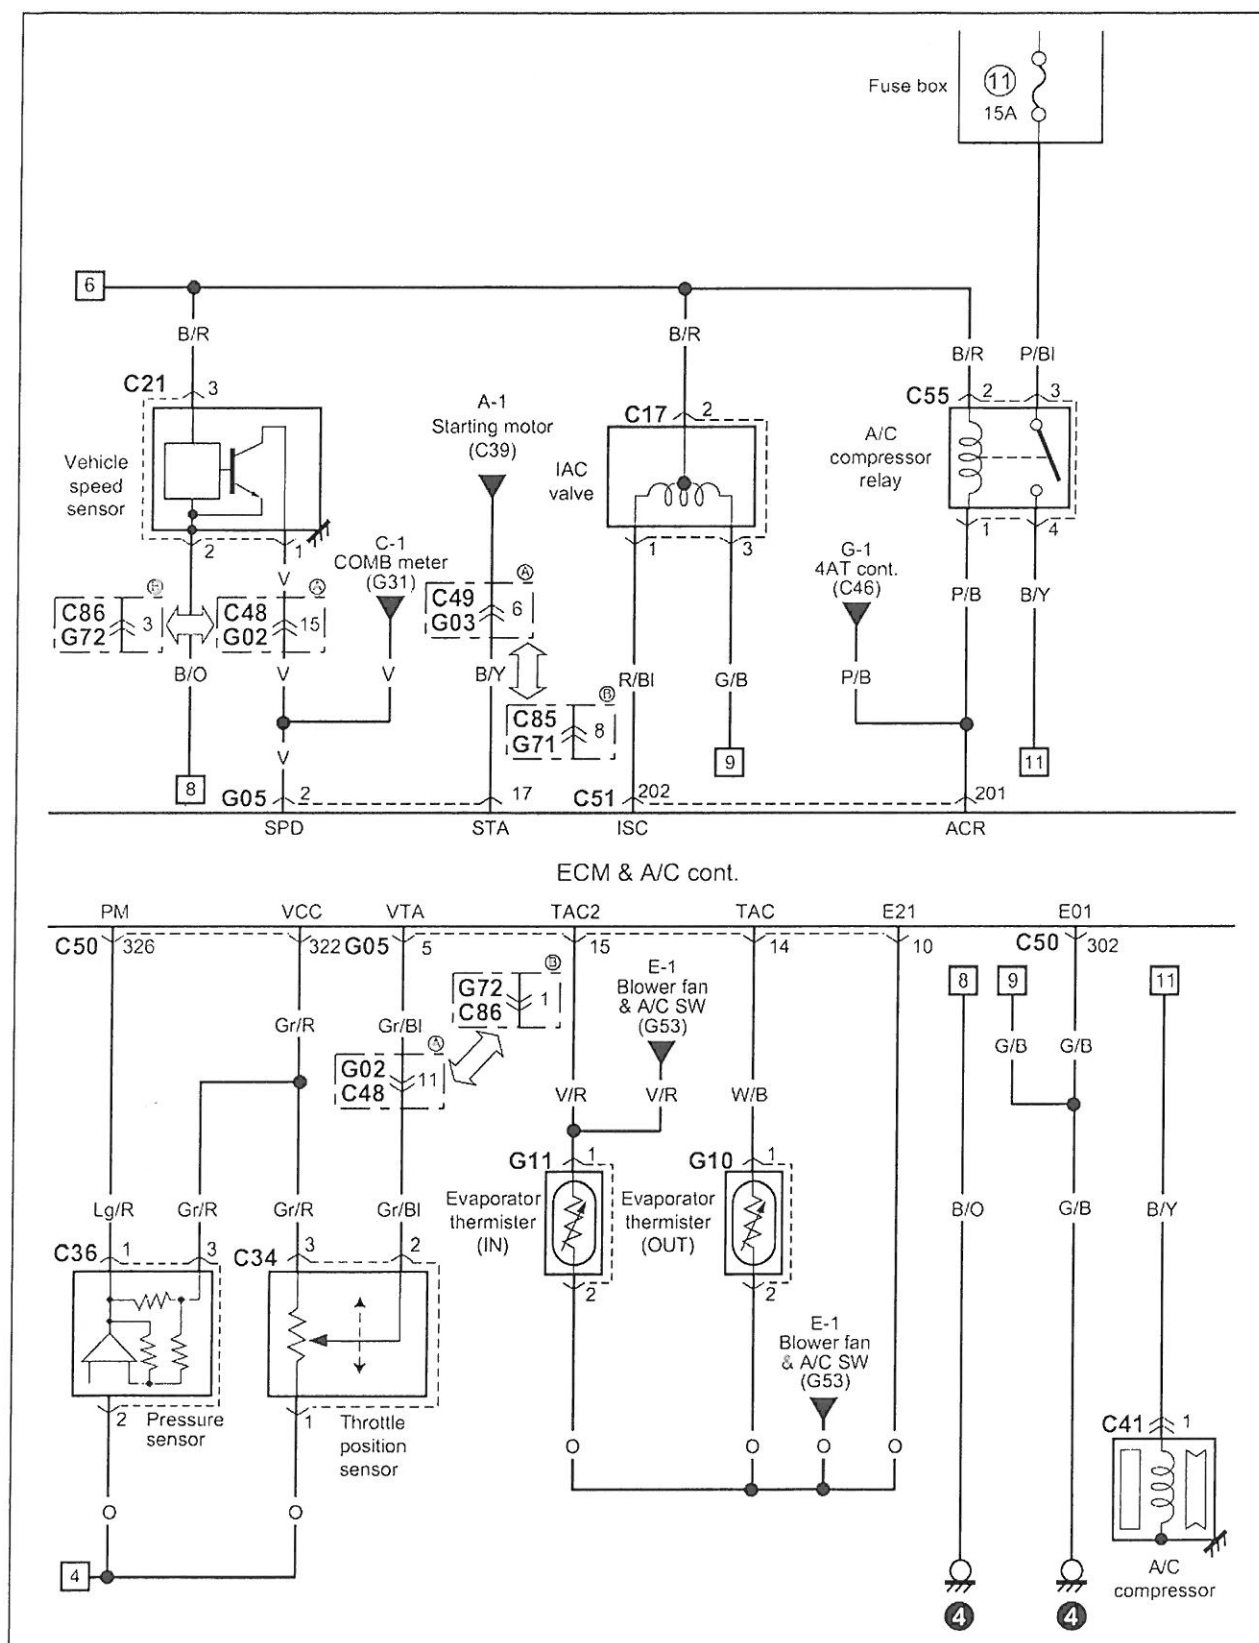 Fuse box
11
15A
6
B/R
B/R
B/R
P/Bl
C21
3
C17
2
C55
2
3
Vehicle
speed
sensor
A-1
Starting motor
(C39)
IAC
valve
A/C
compressor
relay
2
1
1
3
1
4
V
C-1
COMB meter
(G31)
G-1
4AT cont.
(C46)
P/B
B/Y
B
C86
G72
3
A
C48
G02
15
A
C49
G03
6
B/O
V
V
B/Y
R/Bl
G/B
P/B
B
C85
G71
8
V
8
9
11
G05
2
17
C51
202
201
SPD
STA
ISC
ACR
ECM & A/C cont.
PM
VCC
VTA
TAC2
TAC
E21
E01
C50
326
322
G05
5
15
14
10
C50
302
B
G72
C86
1
E-1
Blower fan
& A/C SW
(G53)
8
9
11
Gr/R
Gr/Bl
G/B
G/B
A
G02
C48
11
V/R
V/R
W/B
G11
1
G10
1
Lg/R
Gr/R
Gr/R
Gr/Bl
Evaporator
thermister
(IN)
Evaporator
thermister
(OUT)
B/O
G/B
B/Y
C36
1
3
C34
3
2
2
2
E-1
Blower fan
& A/C SW
(G53)
2
Pressure
sensor
1
Throttle
position
sensor
C41
1
O
O
O
O
O
O
4
A/C
compressor
4
4